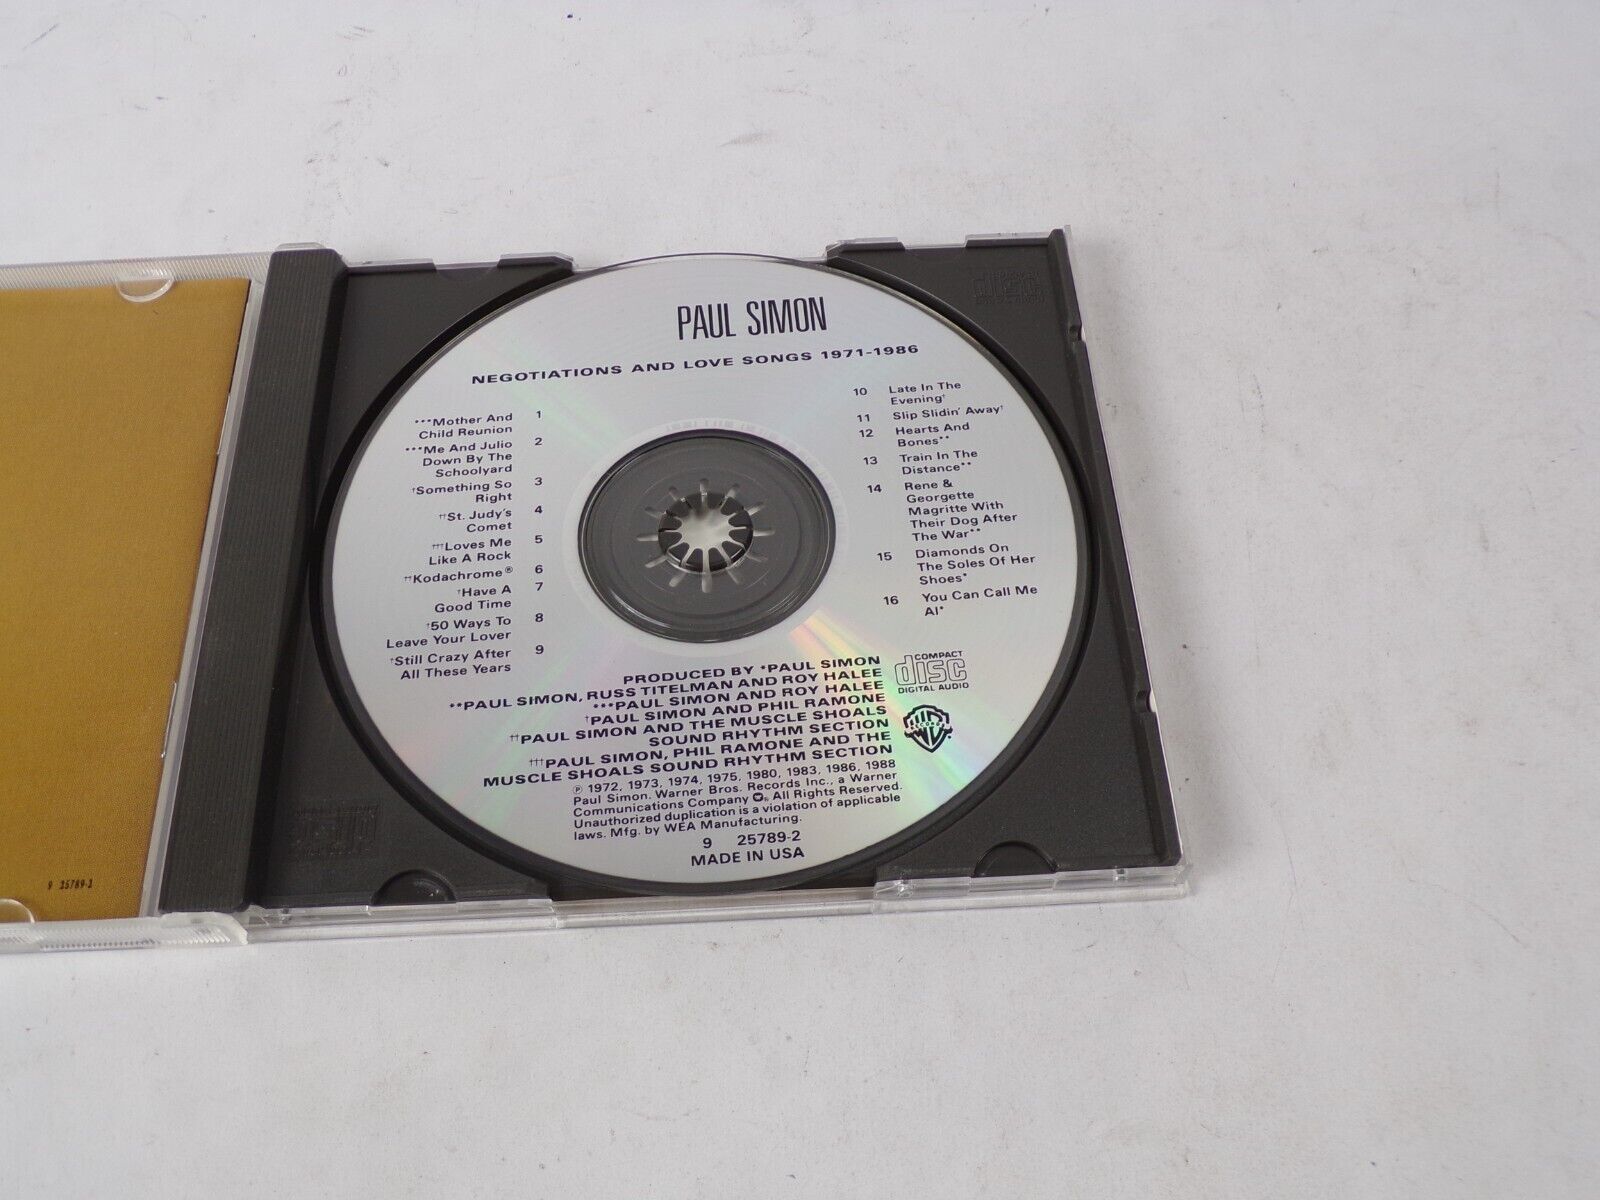 PAUL SIMON
NEGOTIATIONS AND LOVE SONGS 1971-1986
***Mother And 1
Child Reunion
***Me And Julio 2
Down By The
Schoolyard
†Something So 3
Right
††St. Judy's 4
Comet
†††Loves Me 5
Like A Rock
††Kodachrome® 6
†Have A 7
Good Time
†50 Ways To 8
Leave Your Lover
†Still Crazy After 9
All These Years
10 Late In The
Evening†
11 Slip Slidin' Away†
12 Hearts And
Bones**
13 Train In The
Distance**
14 Rene &
Georgette
Magritte With
Their Dog After
The War**
15 Diamonds On
The Soles Of Her
Shoes*
16 You Can Call Me
Al*
PRODUCED BY *PAUL SIMON
**PAUL SIMON, RUSS TITELMAN AND ROY HALEE
***PAUL SIMON AND ROY HALEE
†PAUL SIMON AND PHIL RAMONE
††PAUL SIMON AND THE MUSCLE SHOALS
SOUND RHYTHM SECTION
†††PAUL SIMON, PHIL RAMONE AND THE
MUSCLE SHOALS SOUND RHYTHM SECTION
COMPACT
disc
DIGITAL AUDIO
RECORDS
℗ 1972, 1973, 1974, 1975, 1980, 1983, 1986, 1988
Paul Simon. Warner Bros. Records Inc., a Warner
Communications Company. All Rights Reserved.
Unauthorized duplication is a violation of applicable
laws. Mfg. by WEA Manufacturing.
9 25789-2
MADE IN USA
9 25789-2